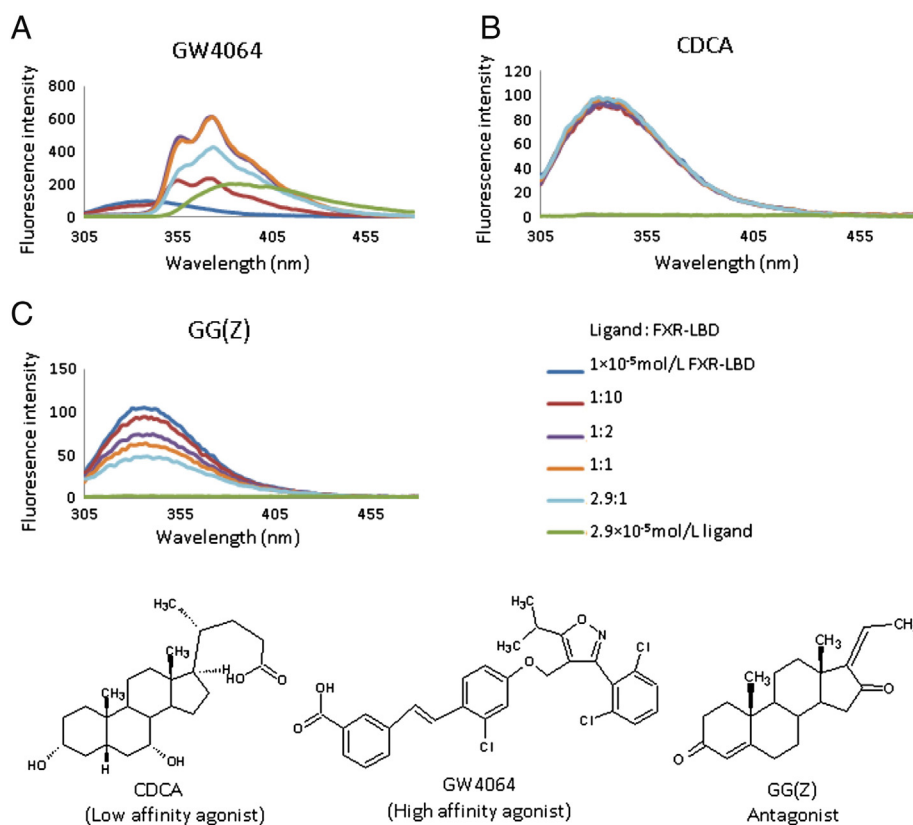 A
GW4064
Fluorescence intensity
800
600
400
200
0
305
355
405
455
Wavelength (nm)
B
CDCA
Fluorescence intensity
120
100
80
60
40
20
0
305
355
405
455
Wavelength (nm)
C
GG(Z)
Fluoresence intensity
150
100
50
0
305
355
405
455
Wavelength (nm)
Ligand : FXR-LBD
1×10⁻⁵mol/L FXR-LBD
1:10
1:2
1:1
2.9:1
2.9×10⁻⁵mol/L ligand
H₃C
CH₃
CH₃
H
HO
O
HO
H
OH
CDCA
(Low affinity agonist)
H₃C
H₃C
O
N
O
Cl
Cl
OH
O
Cl
GW4064
(High affinity agonist)
CH
CH₃
CH₃
O
O
GG(Z)
Antagonist